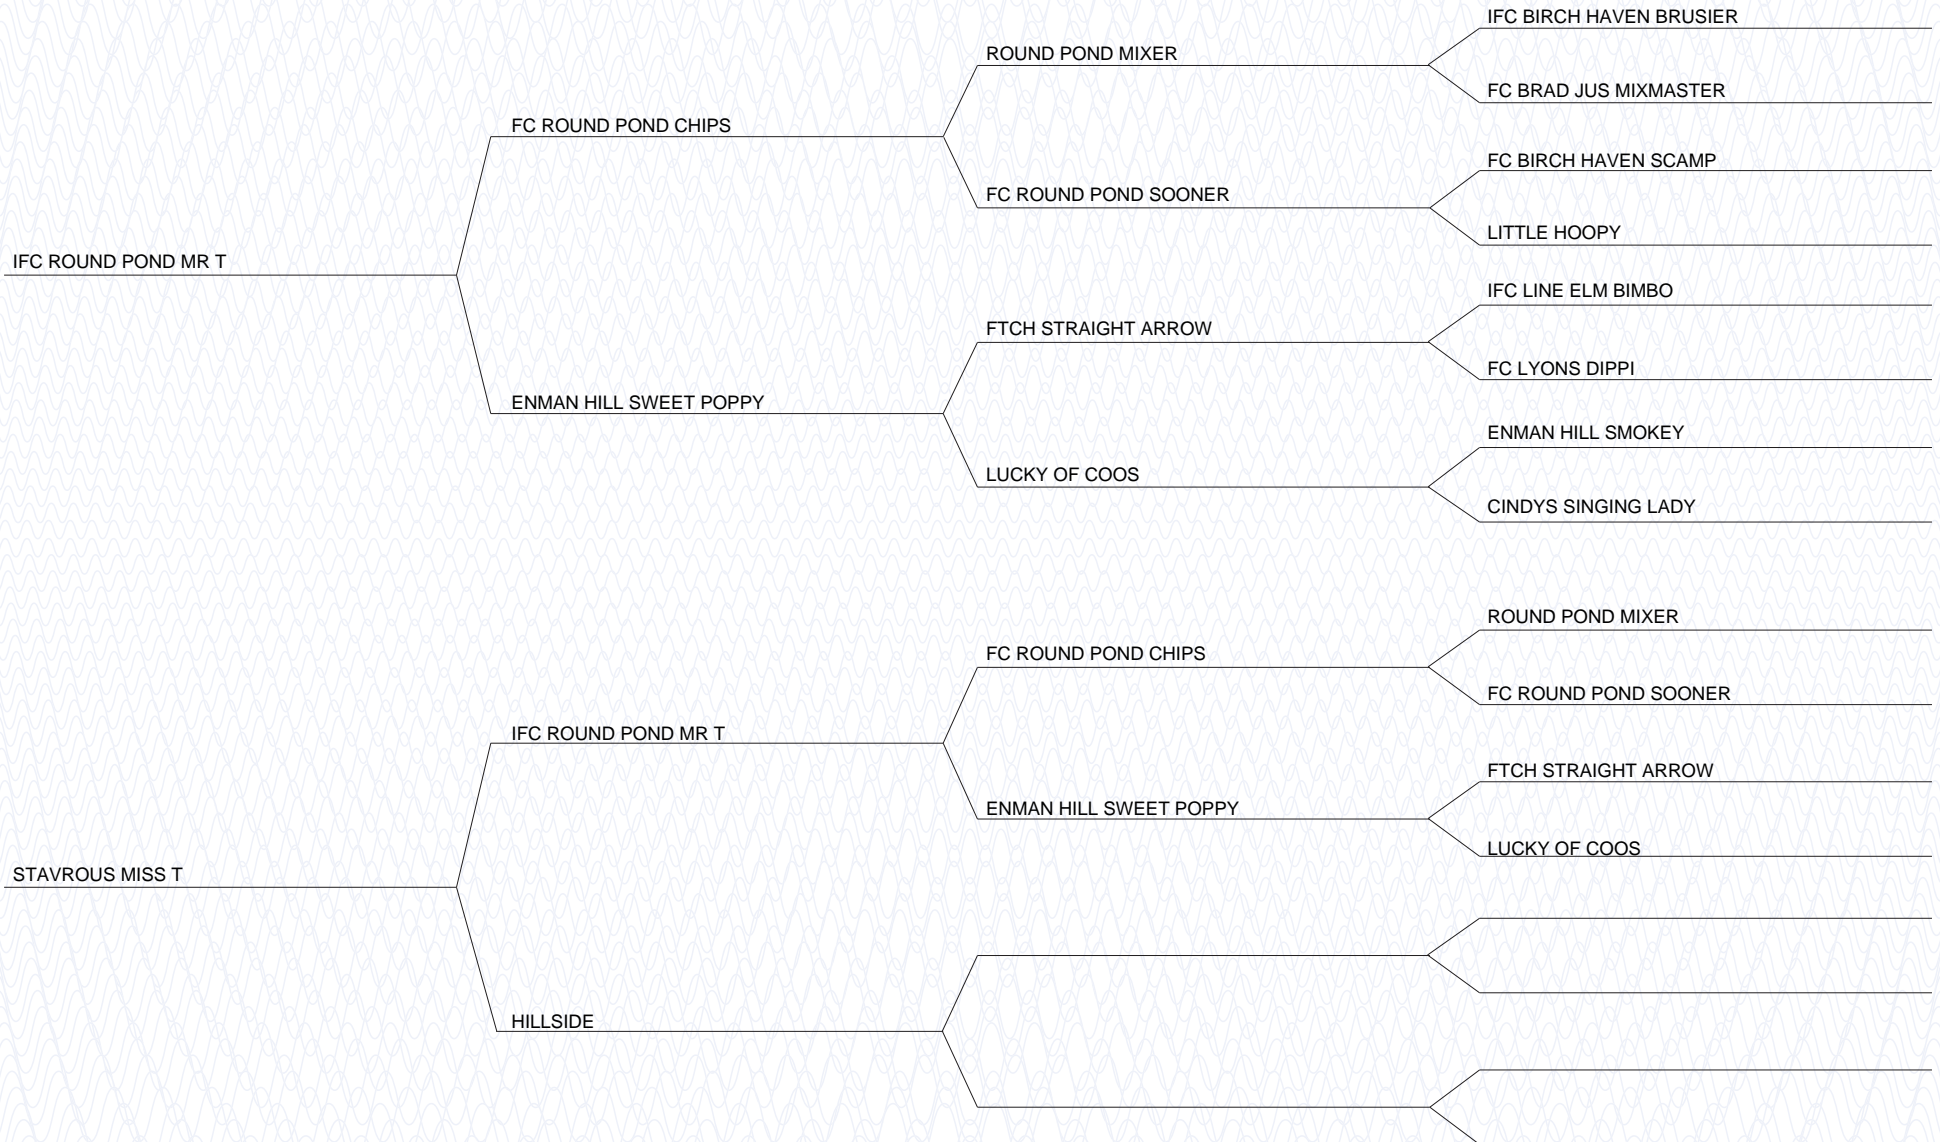 IFC BIRCH HAVEN BRUSIER
ROUND POND MIXER
FC BRAD JUS MIXMASTER
FC ROUND POND CHIPS
FC BIRCH HAVEN SCAMP
FC ROUND POND SOONER
LITTLE HOOPY
IFC ROUND POND MR T
IFC LINE ELM BIMBO
FTCH STRAIGHT ARROW
FC LYONS DIPPI
ENMAN HILL SWEET POPPY
ENMAN HILL SMOKEY
LUCKY OF COOS
CINDYS SINGING LADY
ROUND POND MIXER
FC ROUND POND CHIPS
FC ROUND POND SOONER
IFC ROUND POND MR T
FTCH STRAIGHT ARROW
ENMAN HILL SWEET POPPY
LUCKY OF COOS
STAVROUS MISS T
HILLSIDE